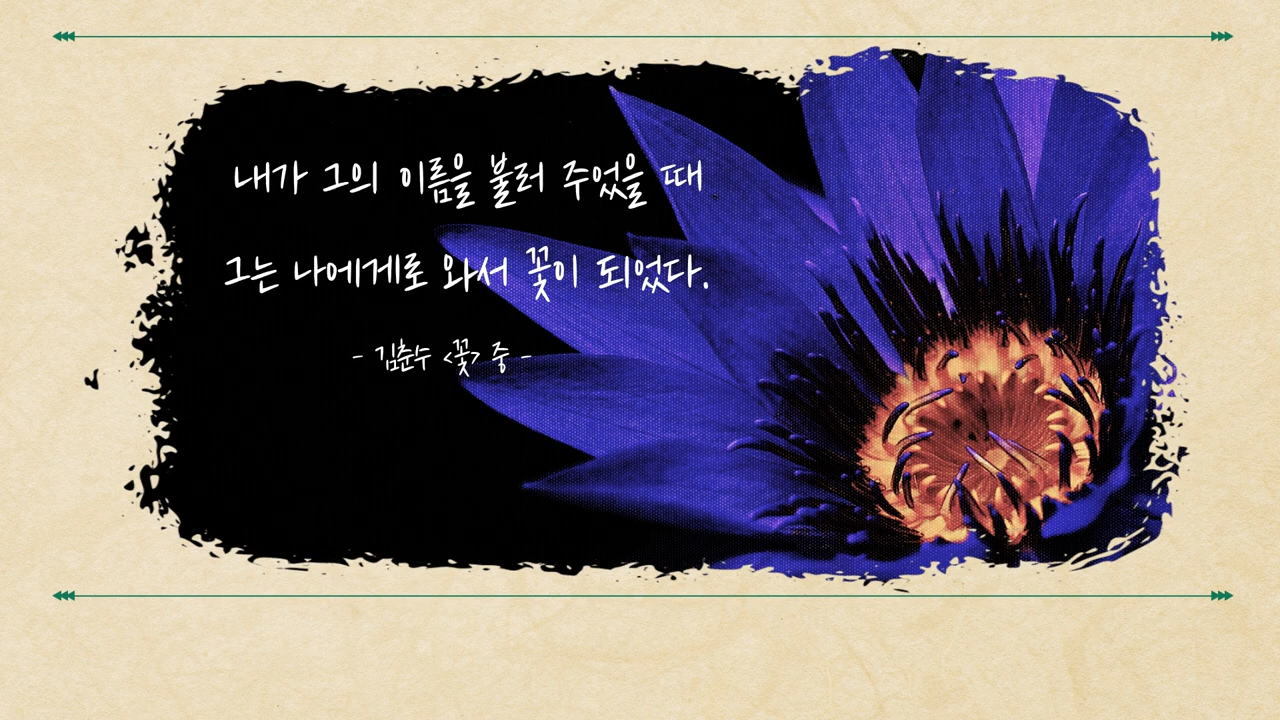 내가 그의 이름을 불러 주었을 때
그는 나에게로 와서 꽃이 되었다.
- 김춘수 <꽃> 중 -